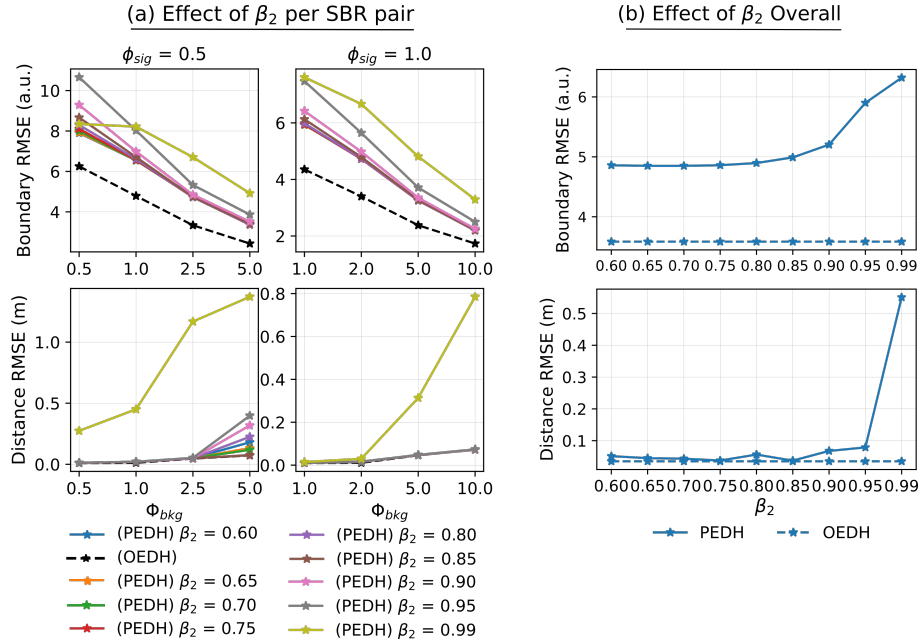 (a) Effect of β2 per SBR pair
(b) Effect of β2 Overall
ϕsig = 0.5
ϕsig = 1.0
Boundary RMSE (a.u.)
10
8
6
4
0.5 1.0 2.5 5.0
6
4
2
1.0 2.0 5.0 10.0
Boundary RMSE (a.u.)
6
5
4
0.60 0.65 0.70 0.75 0.80 0.85 0.90 0.95 0.99
Distance RMSE (m)
1.0
0.5
0.0
0.5 1.0 2.5 5.0
Φbkg
0.8
0.6
0.4
0.2
0.0
1.0 2.0 5.0 10.0
Φbkg
Distance RMSE (m)
0.5
0.4
0.3
0.2
0.1
0.60 0.65 0.70 0.75 0.80 0.85 0.90 0.95 0.99
β2
(PEDH) β2 = 0.60
(OEDH)
(PEDH) β2 = 0.65
(PEDH) β2 = 0.70
(PEDH) β2 = 0.75
(PEDH) β2 = 0.80
(PEDH) β2 = 0.85
(PEDH) β2 = 0.90
(PEDH) β2 = 0.95
(PEDH) β2 = 0.99
PEDH
OEDH